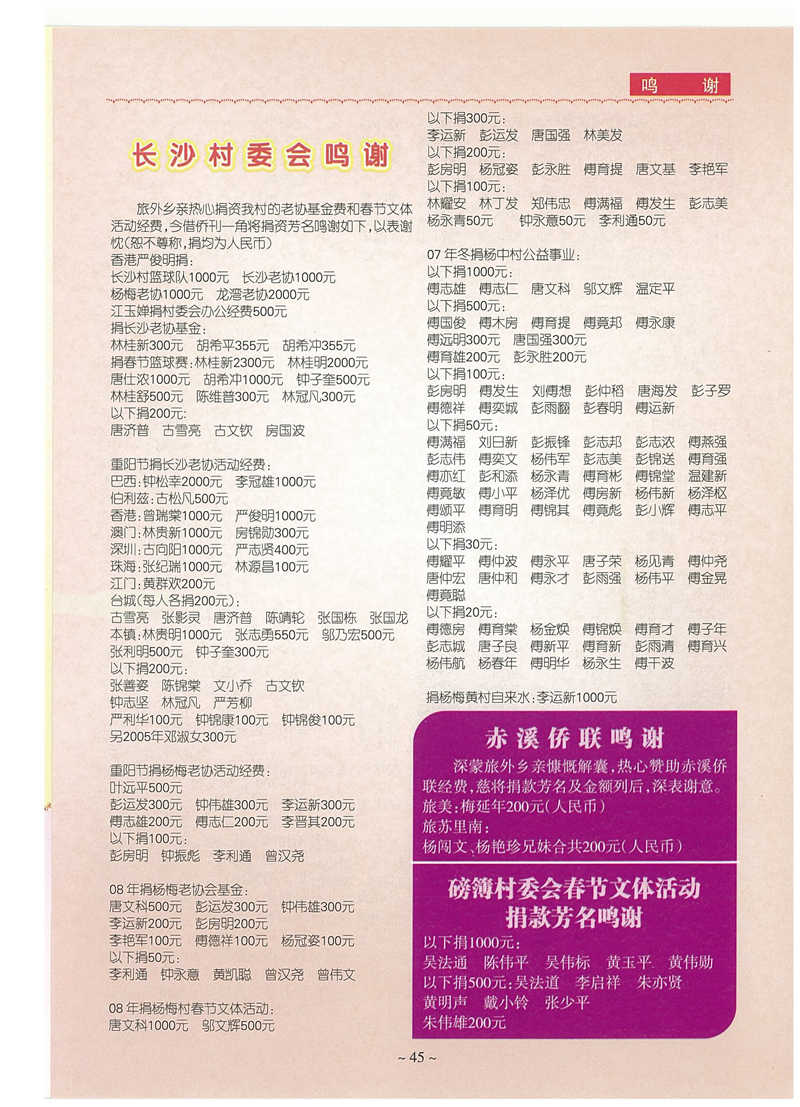 鸣 谢
长沙村委会鸣谢
旅外乡亲热心捐资我村的老协基金费和春节文体
活动经费，今借侨刊一角将捐资芳名鸣谢如下，以表谢
忱（恕不尊称，捐均为人民币）
香港严俊明捐：
长沙村篮球队1000元 长沙老协1000元
杨梅老协1000元 龙湾老协2000元
江玉婵捐村委会办公经费500元
捐长沙老协基金：
林桂新300元 胡希平355元 胡希冲355元
捐春节篮球赛：林桂新2300元 林桂明2000元
唐仕浓1000元 胡希冲1000元 钟子奎500元
林桂舒500元 陈维普300元 林冠凡300元
以下捐200元：
唐济普 古雪亮 古文钦 房国波
重阳节捐长沙老协活动经费：
巴西：钟松幸2000元 李冠雄1000元
伯利兹：古松凡500元
香港：曾瑞棠1000元 严俊明1000元
澳门：林贵新1000元 房锦勋300元
深圳：古向阳1000元 严志贤400元
珠海：张纪瑞1000元 林源昌100元
江门：黄群欢200元
台城（每人各捐200元）：
古雪亮 张影灵 唐济普 陈靖轮 张国栋 张国龙
本镇：林贵明1000元 张志勇550元 邬乃宏500元
张利明500元 钟子奎300元
以下捐200元：
张善姿 陈锦棠 文小乔 古文钦
钟志坚 林冠凡 严芳柳
严利华100元 钟锦康100元 钟锦俊100元
另2005年邓淑女300元
重阳节捐杨梅老协活动经费：
叶远平500元
彭运发300元 钟伟雄300元 李运新300元
傅志雄200元 傅志仁200元 李晋其200元
以下捐100元：
彭房明 钟振彪 李利通 曾汉尧
08年捐杨梅老协会基金：
唐文科500元 彭运发300元 钟伟雄300元
李运新200元 彭房明200元
李艳军100元 傅德祥100元 杨冠姿100元
以下捐50元：
李利通 钟永意 黄凯聪 曾汉尧 曾伟文
08年捐杨梅村春节文体活动：
唐文科1000元 邬文辉500元
以下捐300元：
李运新 彭运发 唐国强 林美发
以下捐200元：
彭房明 杨冠姿 彭永胜 傅育提 唐文基 李艳军
以下捐100元：
林耀安 林丁发 郑伟忠 傅满福 傅发生 彭志美
杨永青50元 钟永意50元 李利通50元
07年冬捐杨中村公益事业：
以下捐1000元：
傅志雄 傅志仁 唐文科 邬文辉 温定平
以下捐500元：
傅国俊 傅木房 傅育提 傅竟邦 傅永康
傅远明300元 唐国强300元
傅育雄200元 彭永胜200元
以下捐100元：
彭房明 傅发生 刘傅想 彭仲稻 唐海发 彭子罗
傅德祥 傅奕诚 彭雨翻 彭春明 傅运新
以下捐50元：
傅满福 刘日新 彭振锋 彭志邦 彭志浓 傅燕强
彭志伟 傅奕文 杨伟军 彭志美 彭锦送 傅育强
傅亦红 彭和添 杨永青 傅育彬 傅锦堂 温建新
傅竟敏 傅小平 杨泽优 傅房新 杨伟新 杨泽权
傅颂平 傅育明 傅锦其 傅竟彪 彭小辉 傅志平
傅明添
以下捐30元：
傅耀平 傅仲波 傅永平 唐子荣 杨见青 傅仲尧
唐仲宏 唐仲和 傅永才 彭雨强 杨伟平 傅金晃
傅竟聪
以下捐20元：
傅德房 傅育棠 杨金焕 傅锦焕 傅育才 傅子年
彭志城 唐子良 傅新平 傅育新 彭雨清 傅育兴
杨伟航 杨春年 傅明华 杨永生 傅干波
捐杨梅黄村自来水：李运新1000元
赤溪侨联鸣谢
深蒙旅外乡亲慷慨解囊，热心赞助赤溪侨
联经费，慈将捐款芳名及金额列后，深表谢意。
旅美：梅延年200元（人民币）
旅苏里南：
杨闯文、杨艳珍兄妹合共200元（人民币）
磅簿村委会春节文体活动
捐款芳名鸣谢
以下捐1000元：
吴法通 陈伟平 吴伟标 黄玉平 黄伟勋
以下捐500元：吴法道 李启祥 朱亦贤
黄明声 戴小铃 张少平
朱伟雄200元
~ 45 ~